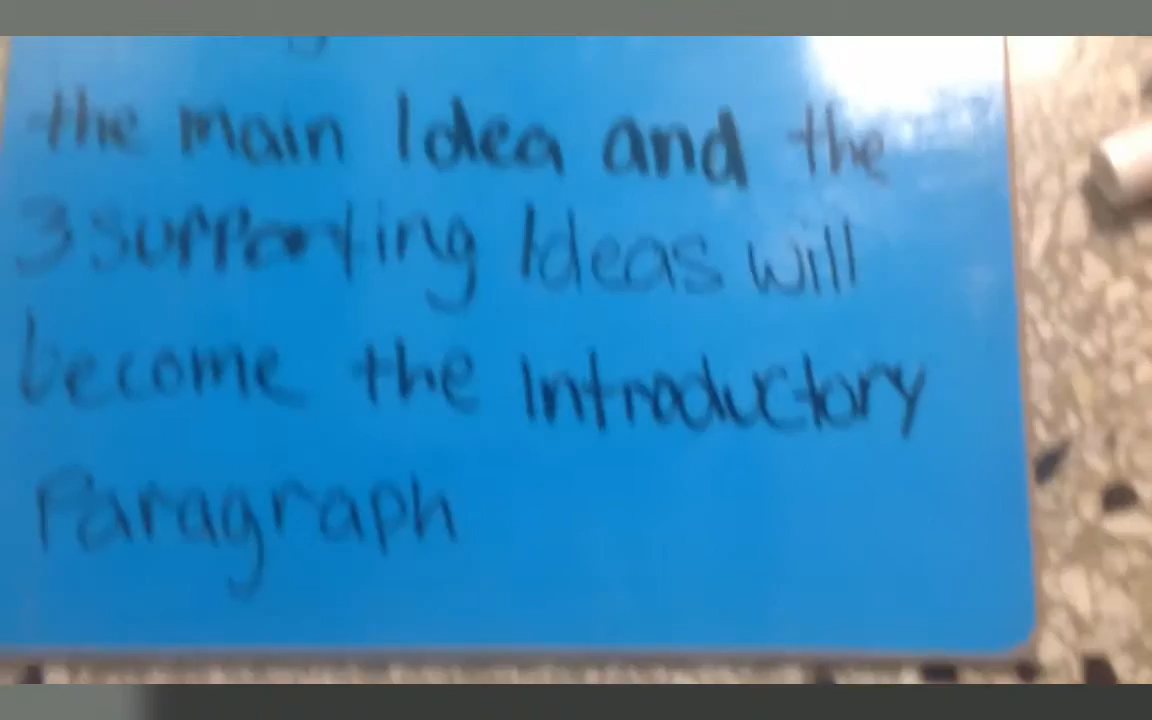 the main Idea and the
3 supporting Ideas will
become the Introductory
Paragraph